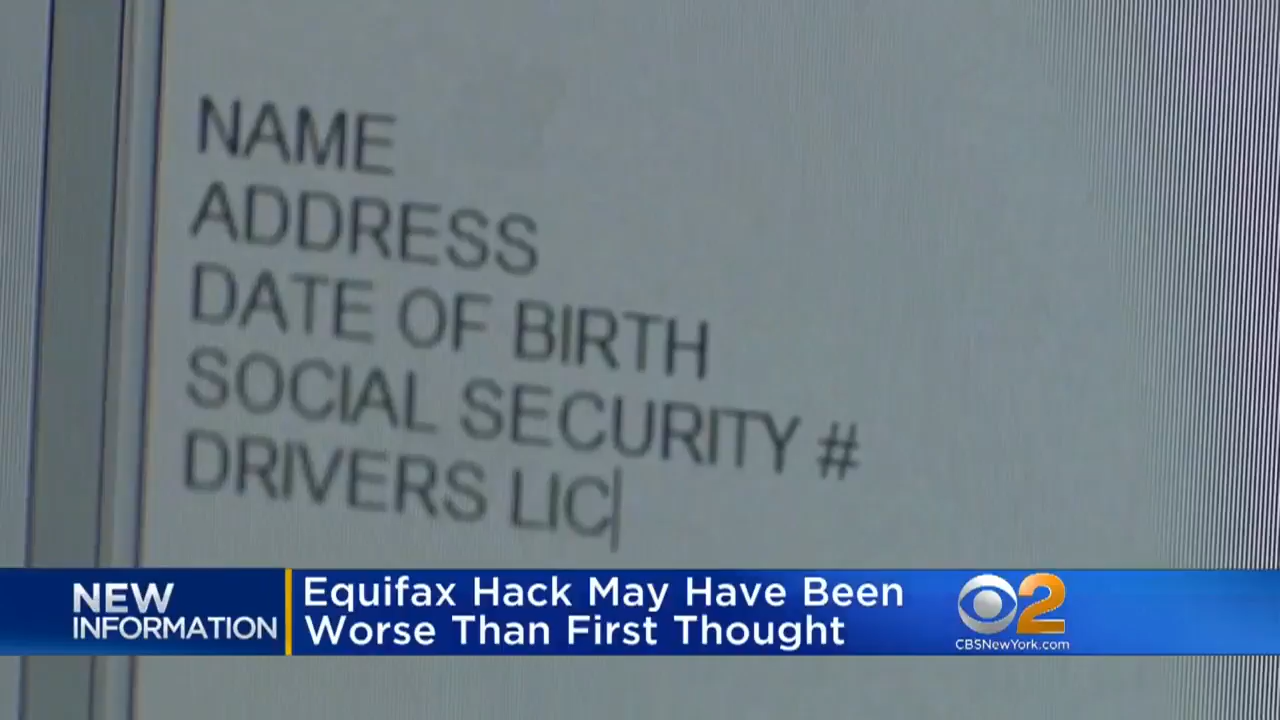 NAME
ADDRESS
DATE OF BIRTH
SOCIAL SECURITY #
DRIVERS LIC
NEW
INFORMATION
Equifax Hack May Have Been
Worse Than First Thought
2
CBSNewYork.com